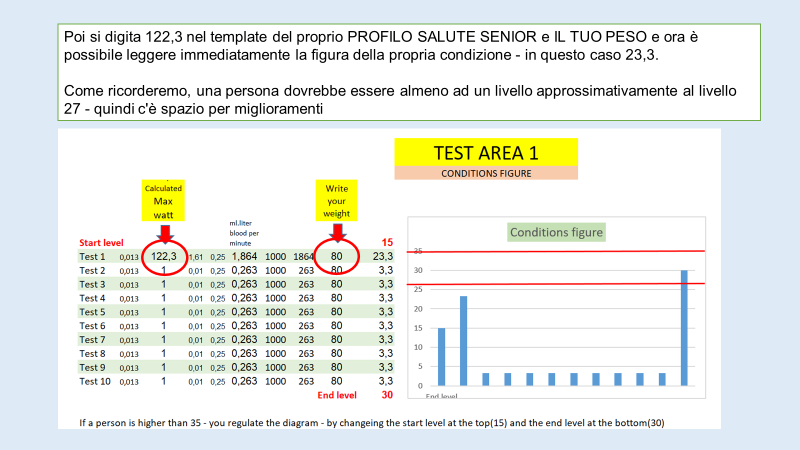 Poi si digita 122,3 nel template del proprio PROFILO SALUTE SENIOR e IL TUO PESO e ora è
possibile leggere immediatamente la figura della propria condizione - in questo caso 23,3.
Come ricorderemo, una persona dovrebbe essere almeno ad un livello approssimativamente al livello
27 - quindi c'è spazio per miglioramenti
TEST AREA 1
CONDITIONS FIGURE
Calculated
Max
watt
Write
your
weight
ml.liter
blood per
minute
Start level 15
Test 1 0,013 122,3 1,61 0,25 1,864 1000 1864 80 23,3
Test 2 0,013 1 0,01 0,25 0,263 1000 263 80 3,3
Test 3 0,013 1 0,01 0,25 0,263 1000 263 80 3,3
Test 4 0,013 1 0,01 0,25 0,263 1000 263 80 3,3
Test 5 0,013 1 0,01 0,25 0,263 1000 263 80 3,3
Test 6 0,013 1 0,01 0,25 0,263 1000 263 80 3,3
Test 7 0,013 1 0,01 0,25 0,263 1000 263 80 3,3
Test 8 0,013 1 0,01 0,25 0,263 1000 263 80 3,3
Test 9 0,013 1 0,01 0,25 0,263 1000 263 80 3,3
Test 10 0,013 1 0,01 0,25 0,263 1000 263 80 3,3
End level 30
Conditions figure
35
30
25
20
15
10
5
0
End level
If a person is higher than 35 - you regulate the diagram - by changeing the start level at the top(15) and the end level at the bottom(30)